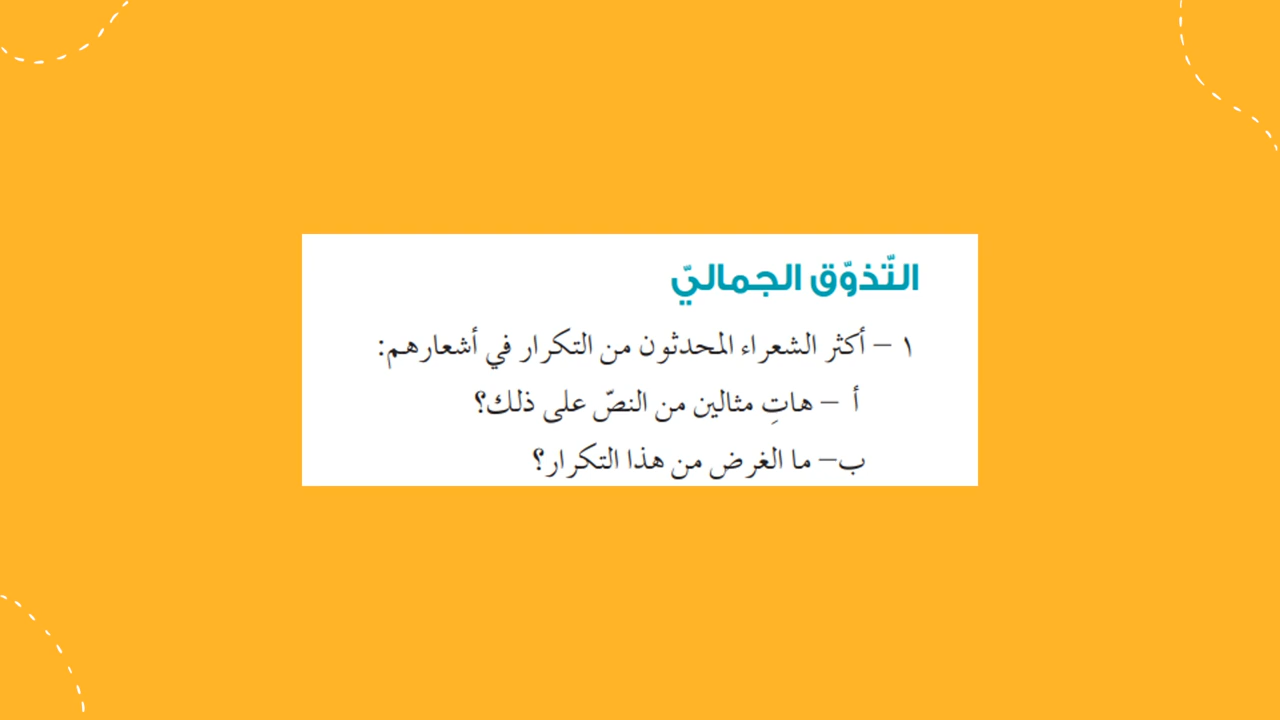 التّذوّق الجماليّ
١ – أكثر الشعراء المحدثون من التكرار في أشعارهم:
أ – هاتِ مثالين من النصّ على ذلك؟
ب– ما الغرض من هذا التكرار؟